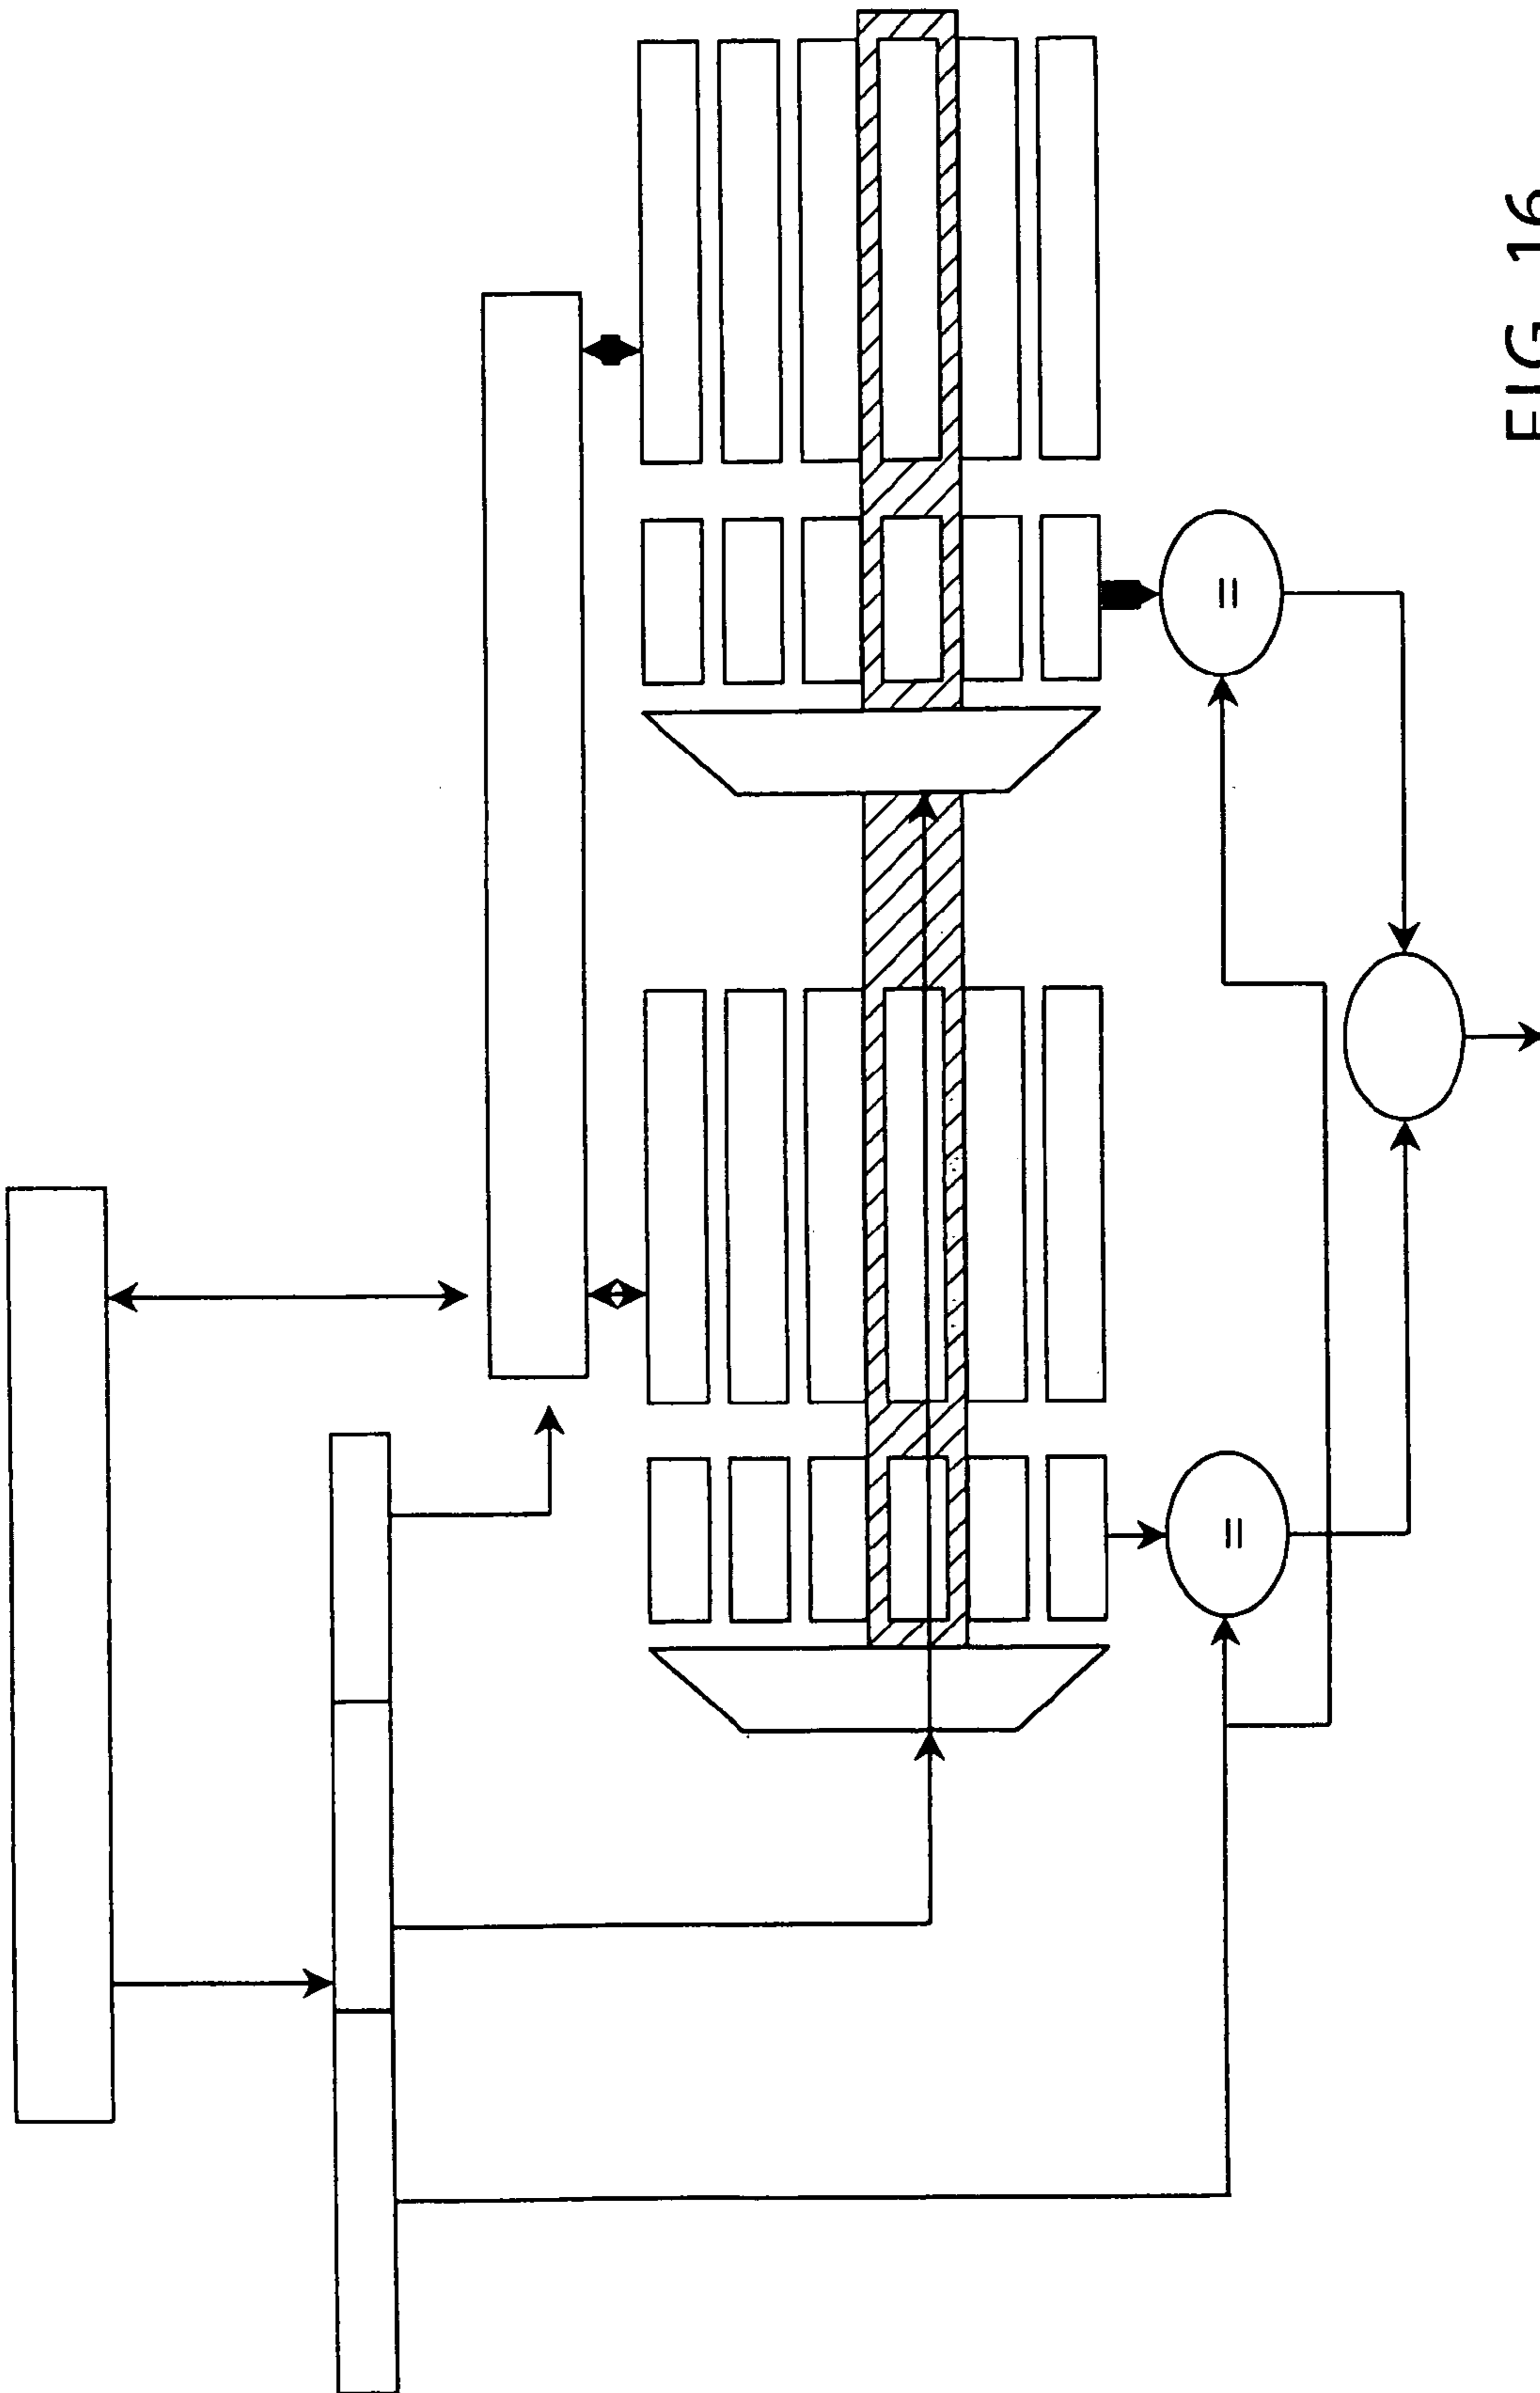 =
=
FIG. 16